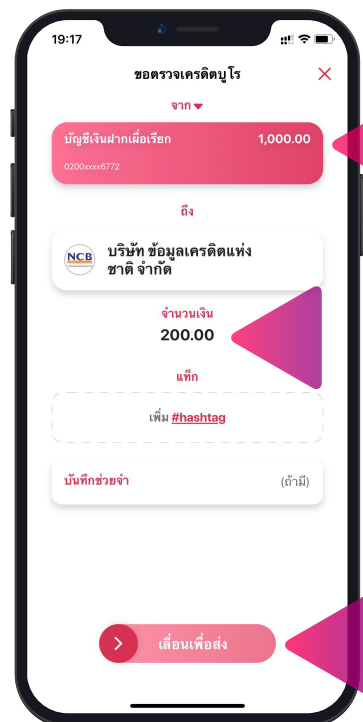 19:17
ขอตรวจเครดิตบูโร
จาก
บัญชีเงินฝากเผื่อเรียก 1,000.00
0200xxxx6772
ถึง
NCB
บริษัท ข้อมูลเครดิตแห่ง
ชาติ จำกัด
จำนวนเงิน
200.00
แท็ก
เพิ่ม #hashtag
บันทึกช่วยจำ (ถ้ามี)
เลื่อนเพื่อส่ง